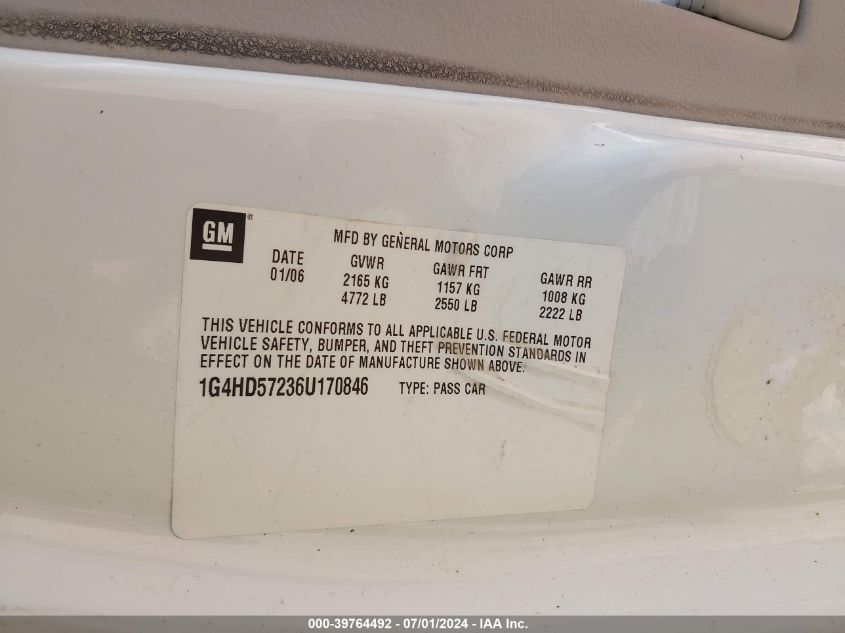 GM®
MFD BY GENERAL MOTORS CORP
DATE GVWR GAWR FRT GAWR RR
01/06 2165 KG 1157 KG 1008 KG
4772 LB 2550 LB 2222 LB
THIS VEHICLE CONFORMS TO ALL APPLICABLE U.S. FEDERAL MOTOR
VEHICLE SAFETY, BUMPER, AND THEFT PREVENTION STANDARDS IN
EFFECT ON THE DATE OF MANUFACTURE SHOWN ABOVE.
1G4HD57236U170846 TYPE: PASS CAR
000-39764492 - 07/01/2024 - IAA Inc.